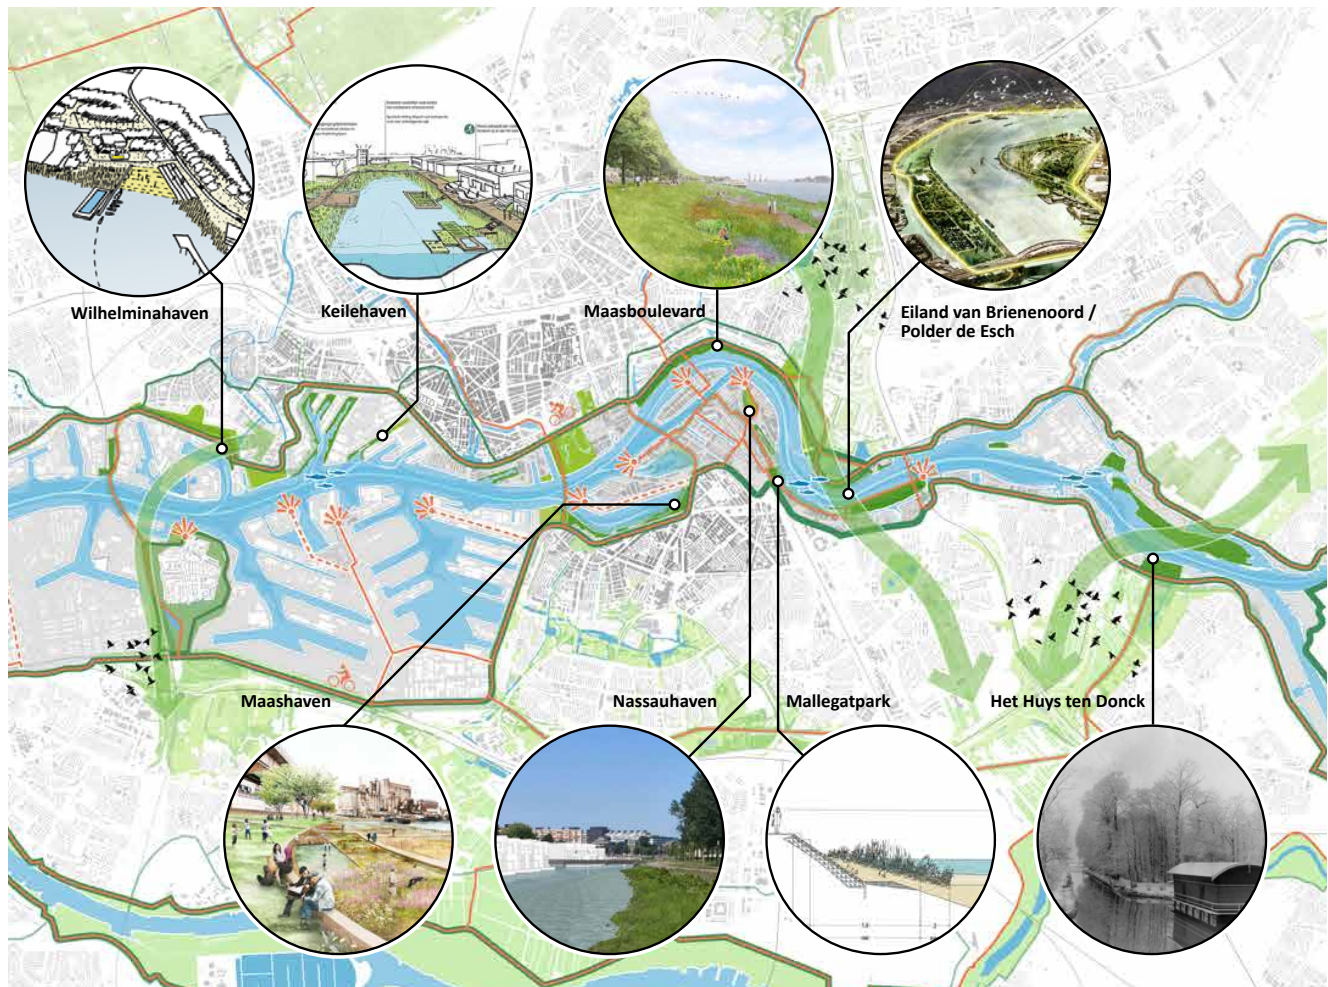 Wilhelminahaven
Keilehaven
Maasboulevard
Eiland van Brienenoord /
Polder de Esch
Maashaven
Nassauhaven
Mallegatpark
Het Huys ten Donck